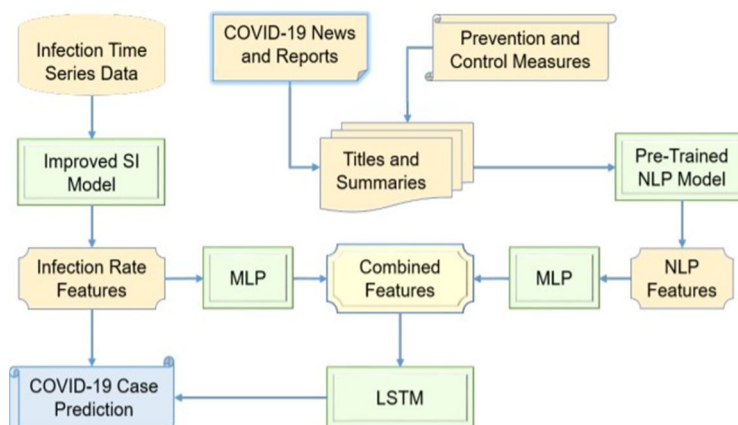 Infection Time
Series Data
COVID-19 News
and Reports
Prevention and
Control Measures
Improved SI
Model
Titles and
Summaries
Pre-Trained
NLP Model
Infection Rate
Features
MLP
Combined
Features
MLP
NLP
Features
COVID-19 Case
Prediction
LSTM